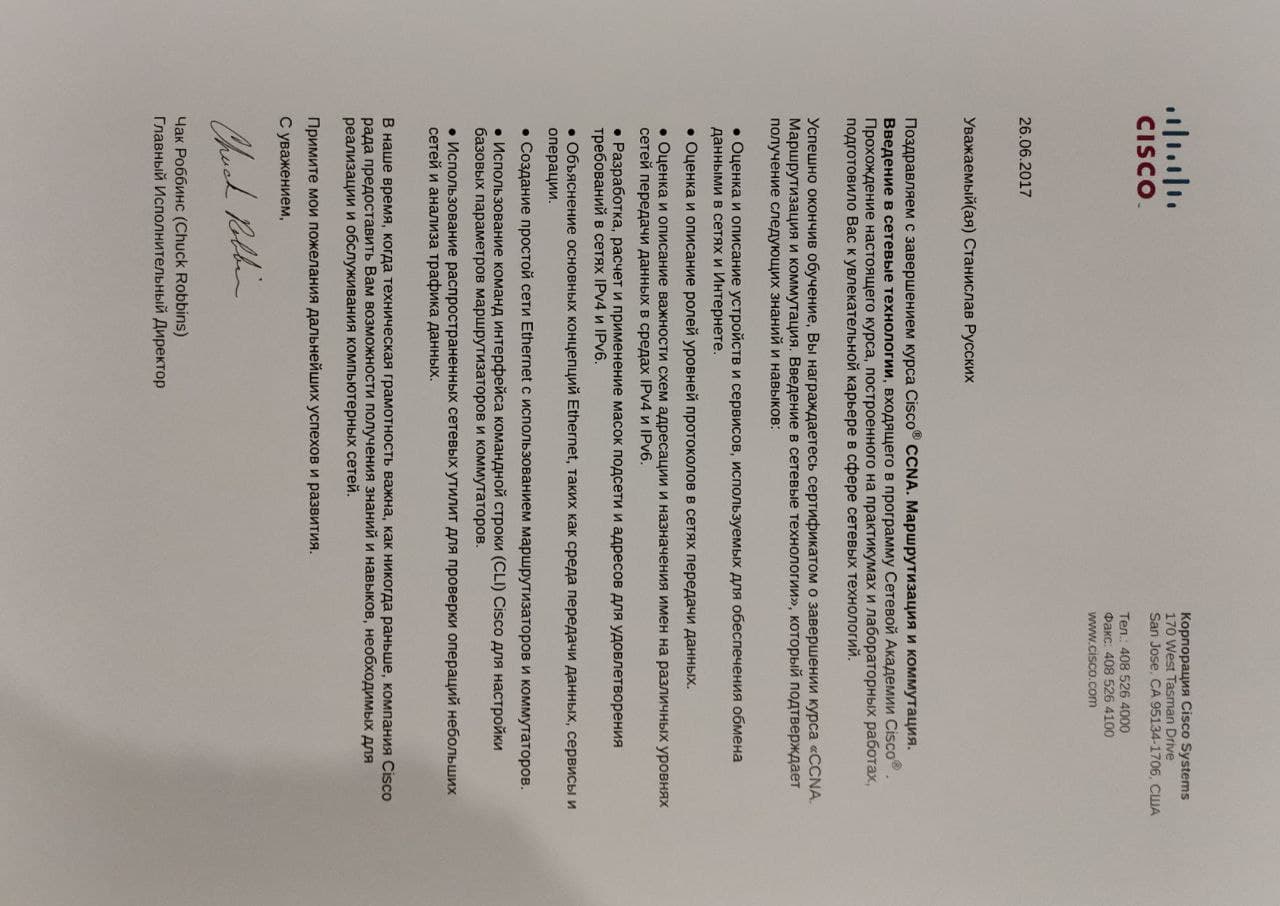 CISCO
Корпорация Cisco Systems
170 West Tasman Drive
San Jose, CA 95134-1706, США
Тел.: 408 526 4000
Факс: 408 526 4100
www.cisco.com
26.06.2017
Уважаемый(ая) Станислав Русских
Поздравляем с завершением курса Cisco® CCNA. Маршрутизация и коммутация.
Введение в сетевые технологии, входящего в программу Сетевой Академии Cisco® .
Прохождение настоящего курса, построенного на практикумах и лабораторных работах,
подготовило Вас к увлекательной карьере в сфере сетевых технологий.
Успешно окончив обучение, Вы награждаетесь сертификатом о завершении курса «CCNA.
Маршрутизация и коммутация. Введение в сетевые технологии», который подтверждает
получение следующих знаний и навыков:
● Оценка и описание устройств и сервисов, используемых для обеспечения обмена
данными в сетях и Интернете.
● Оценка и описание ролей уровней протоколов в сетях передачи данных.
● Оценка и описание важности схем адресации и назначения имен на различных уровнях
сетей передачи данных в средах IPv4 и IPv6.
● Разработка, расчет и применение масок подсети и адресов для удовлетворения
требований в сетях IPv4 и IPv6.
● Объяснение основных концепций Ethernet, таких как среда передачи данных, сервисы и
операции.
● Создание простой сети Ethernet с использованием маршрутизаторов и коммутаторов.
● Использование команд интерфейса командной строки (CLI) Cisco для настройки
базовых параметров маршрутизаторов и коммутаторов.
● Использование распространенных сетевых утилит для проверки операций небольших
сетей и анализа трафика данных.
В наше время, когда техническая грамотность важна, как никогда раньше, компания Cisco
рада предоставить Вам возможности получения знаний и навыков, необходимых для
реализации и обслуживания компьютерных сетей.
Примите мои пожелания дальнейших успехов и развития.
С уважением,
Chuck Robbins
Чак Роббинс (Chuck Robbins)
Главный Исполнительный Директор